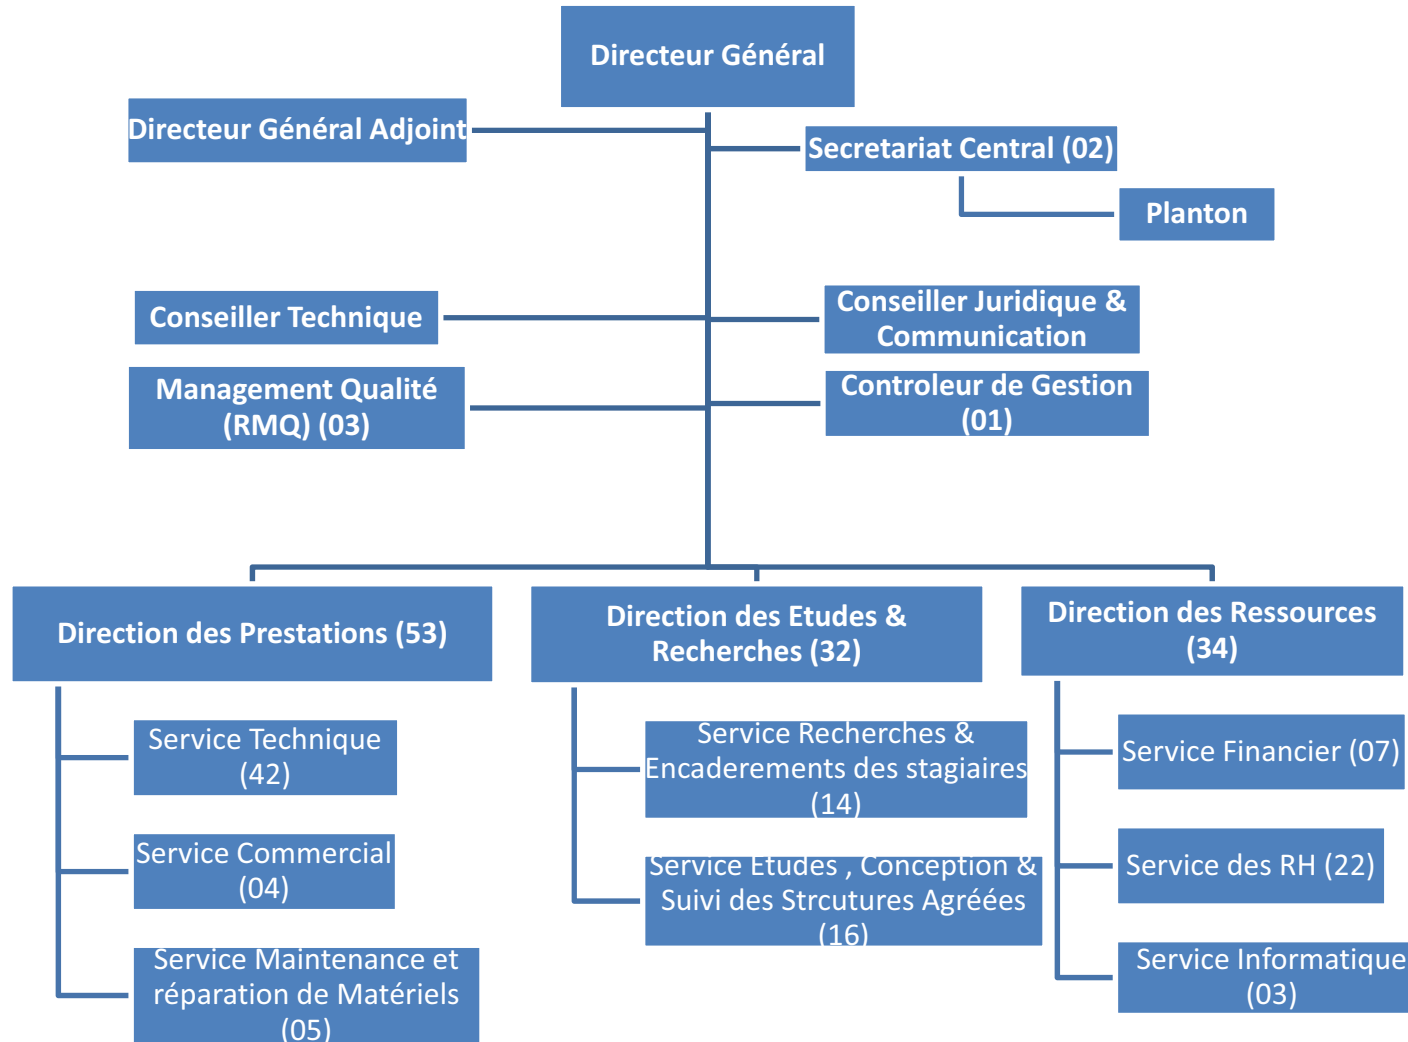 Directeur Général
Directeur Général Adjoint
Secretariat Central (02)
Planton
Conseiller Technique
Conseiller Juridique &
Communication
Management Qualité
(RMQ) (03)
Controleur de Gestion
(01)
Direction des Prestations (53)
Direction des Etudes &
Recherches (32)
Direction des Ressources
(34)
Service Technique
(42)
Service Commercial
(04)
Service Maintenance et
réparation de Matériels
(05)
Service Recherches &
Encaderements des stagiaires
(14)
Service Etudes , Conception &
Suivi des Strcutures Agréées
(16)
Service Financier (07)
Service des RH (22)
Service Informatique
(03)